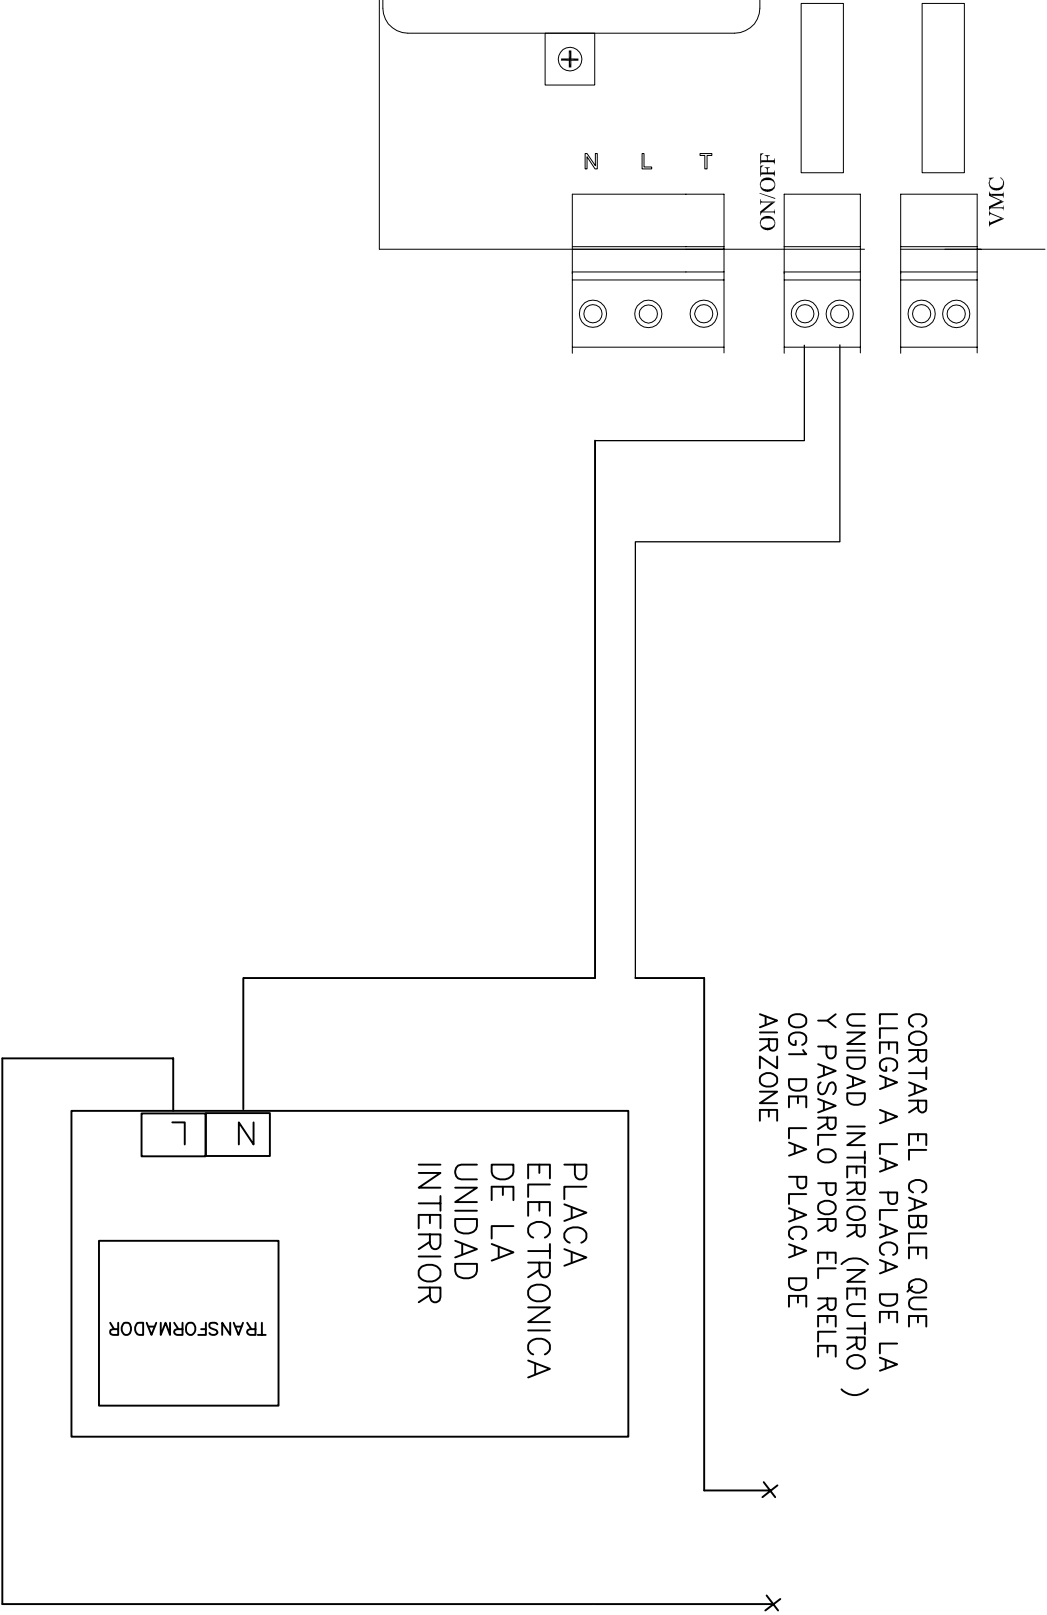 N L T
ON/OFF
VMC
CORTAR EL CABLE QUE
LLEGA A LA PLACA DE LA
UNIDAD INTERIOR (NEUTRO )
Y PASARLO POR EL RELE
OG1 DE LA PLACA DE
AIRZONE
PLACA
ELECTRONICA
DE LA
UNIDAD
INTERIOR
L N
TRANSFORMADOR